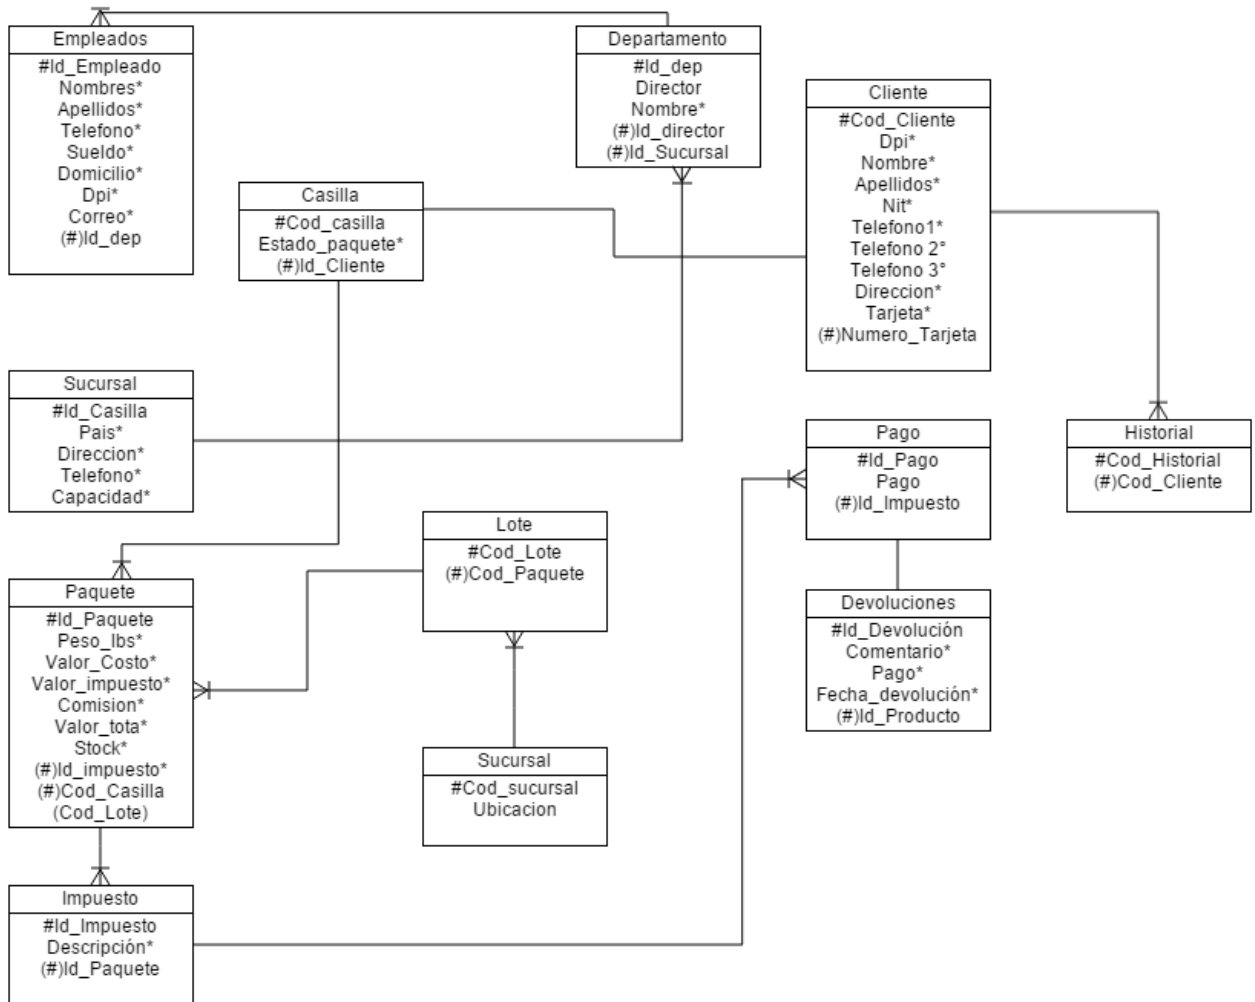 Empleados
#Id_Empleado
Nombres*
Apellidos*
Telefono*
Sueldo*
Domicilio*
Dpi*
Correo*
(#)Id_dep
Departamento
#Id_dep
Director
Nombre*
(#)Id_director
(#)Id_Sucursal
Cliente
#Cod_Cliente
Dpi*
Nombre*
Apellidos*
Nit*
Telefono1*
Telefono 2°
Telefono 3°
Direccion*
Tarjeta*
(#)Numero_Tarjeta
Casilla
#Cod_casilla
Estado_paquete*
(#)Id_Cliente
Sucursal
#Id_Casilla
Pais*
Direccion*
Telefono*
Capacidad*
Pago
#Id_Pago
Pago
(#)Id_Impuesto
Historial
#Cod_Historial
(#)Cod_Cliente
Lote
#Cod_Lote
(#)Cod_Paquete
Paquete
#Id_Paquete
Peso_lbs*
Valor_Costo*
Valor_impuesto*
Comision*
Valor_tota*
Stock*
(#)Id_impuesto*
(#)Cod_Casilla
(Cod_Lote)
Devoluciones
#Id_Devolución
Comentario*
Pago*
Fecha_devolución*
(#)Id_Producto
Sucursal
#Cod_sucursal
Ubicacion
Impuesto
#Id_Impuesto
Descripción*
(#)Id_Paquete